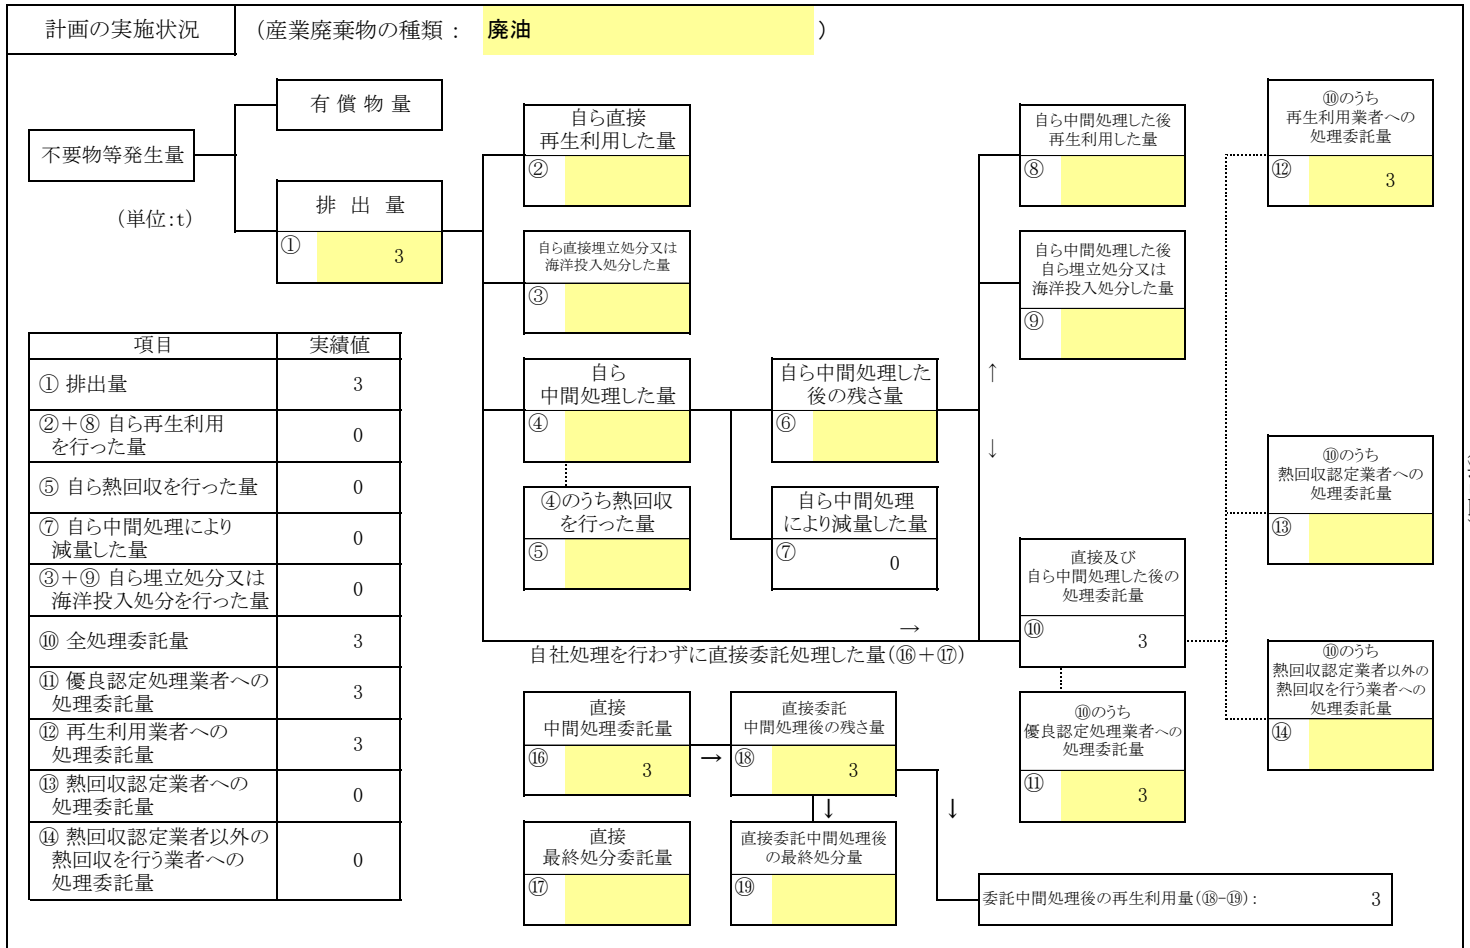 計画の実施状況
(産業廃棄物の種類： 廃油 )
不要物等発生量
(単位:t)
有 償 物 量
排 出 量
① 3
自ら直接
再生利用した量
②
自ら直接埋立処分又は
海洋投入処分した量
③
自ら
中間処理した量
④
④のうち熱回収
を行った量
⑤
自ら中間処理した
後の残さ量
⑥
自ら中間処理
により減量した量
⑦ 0
自ら中間処理した後
再生利用した量
⑧
自ら中間処理した後
自ら埋立処分又は
海洋投入処分した量
⑨
↑
↓
直接及び
自ら中間処理した後の
処理委託量
⑩ 3
→
自社処理を行わずに直接委託処理した量(⑯＋⑰)
⑩のうち
優良認定処理業者への
処理委託量
⑪ 3
⑩のうち
再生利用業者への
処理委託量
⑫ 3
⑩のうち
熱回収認定業者への
処理委託量
⑬
⑩のうち
熱回収認定業者以外の
熱回収を行う業者への
処理委託量
⑭
直接
中間処理委託量
⑯ 3
→
直接委託
中間処理後の残さ量
⑱ 3
↓
↓
直接
最終処分委託量
⑰
直接委託中間処理後
の最終処分量
⑲
委託中間処理後の再生利用量(⑱-⑲)： 3
項目 実績値
① 排出量 3
②＋⑧ 自ら再生利用
を行った量 0
⑤ 自ら熱回収を行った量 0
⑦ 自ら中間処理により
減量した量 0
③＋⑨ 自ら埋立処分又は
海洋投入処分を行った量 0
⑩ 全処理委託量 3
⑪ 優良認定処理業者への
処理委託量 3
⑫ 再生利用業者への
処理委託量 3
⑬ 熱回収認定業者への
処理委託量 0
⑭ 熱回収認定業者以外の
熱回収を行う業者への
処理委託量 0